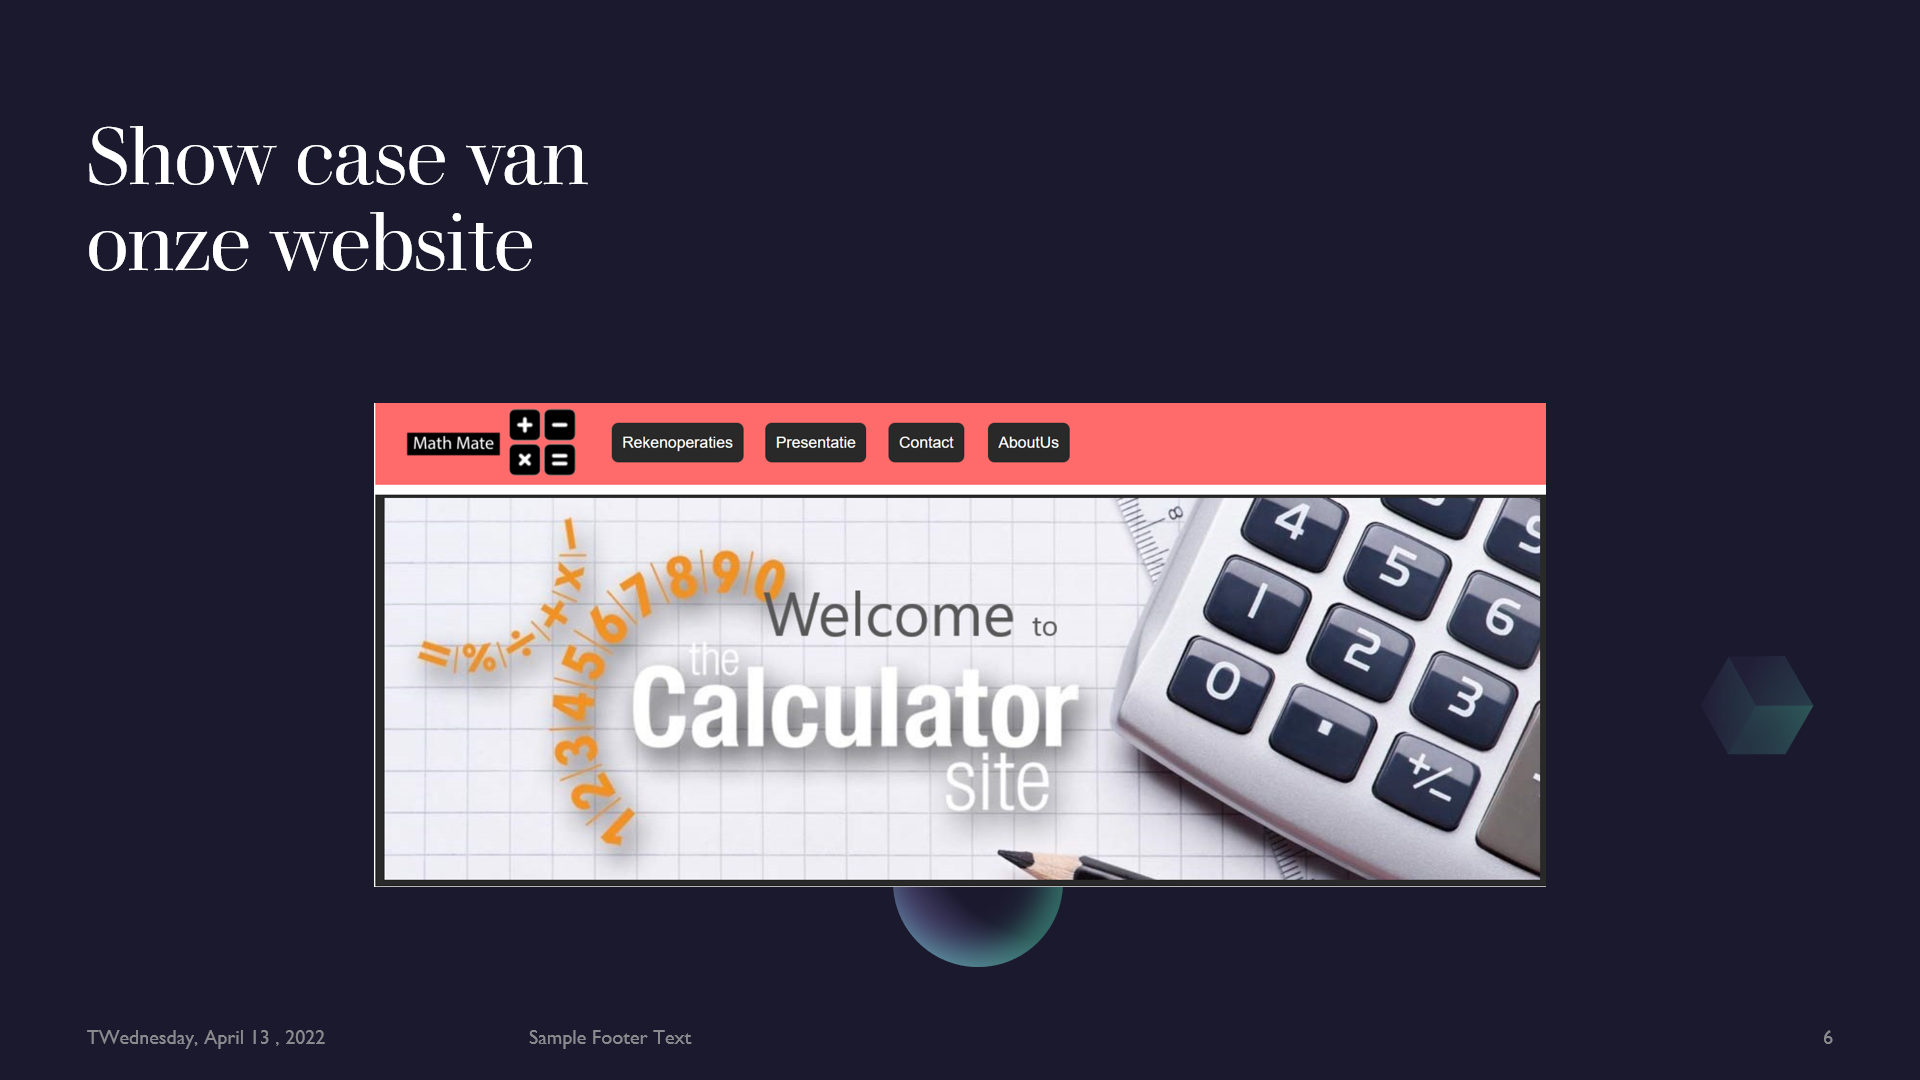 Show case van
onze website
Math Mate
+ −
× =
Rekenoperaties Presentatie Contact AboutUs
=|%|÷|+|x|−
1|2|3|4|5|6|7|8|9|0
Welcome to
the
Calculator
site
8
4
5
1
6
2
0
3
.
+/−
TWednesday, April 13 , 2022
Sample Footer Text
6